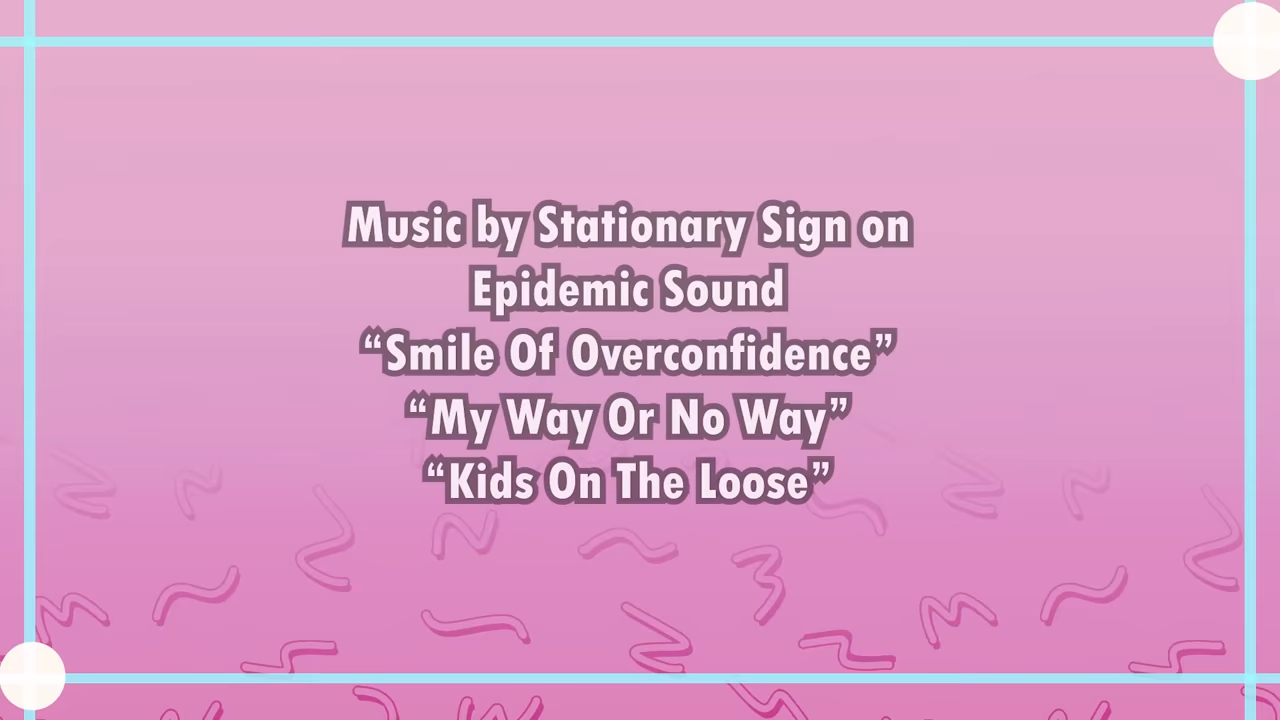 Music by Stationary Sign on
Epidemic Sound
“Smile Of Overconfidence”
“My Way Or No Way”
“Kids On The Loose”